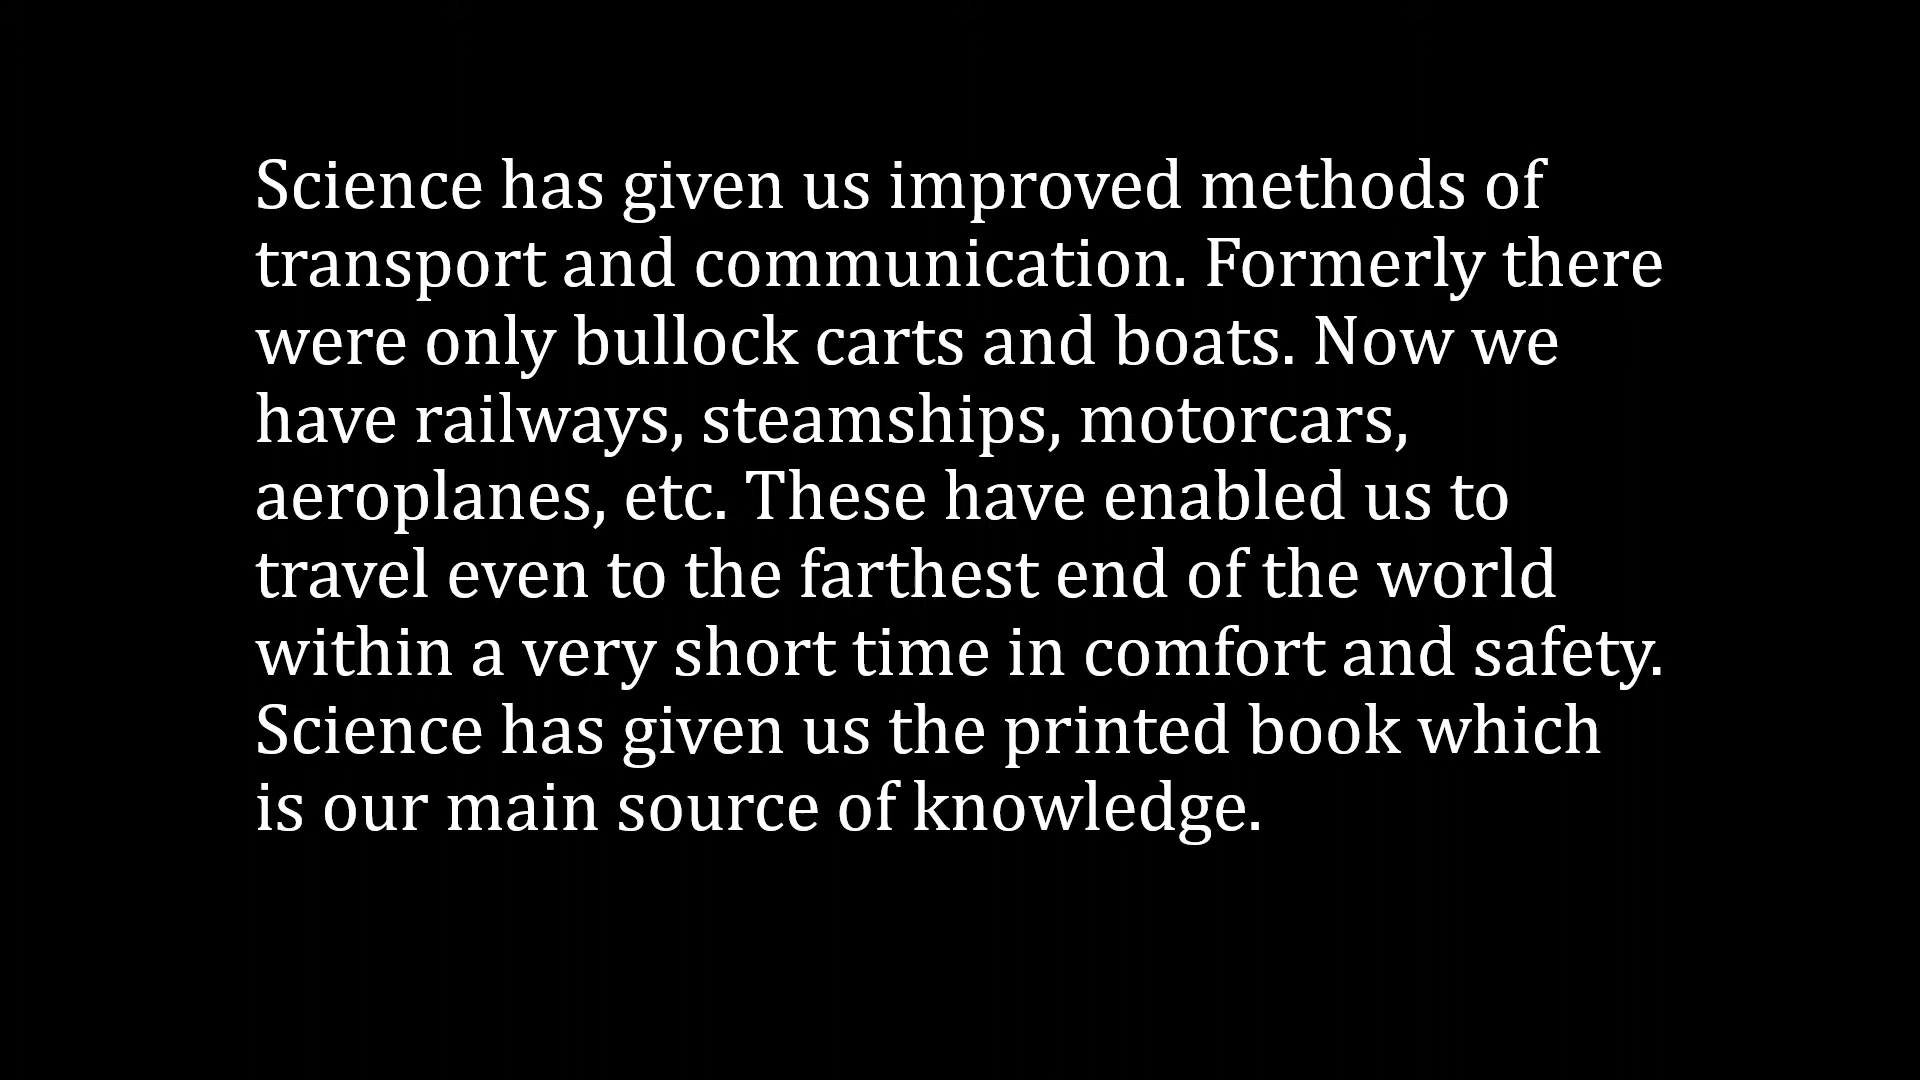 Science has given us improved methods of
transport and communication. Formerly there
were only bullock carts and boats. Now we
have railways, steamships, motorcars,
aeroplanes, etc. These have enabled us to
travel even to the farthest end of the world
within a very short time in comfort and safety.
Science has given us the printed book which
is our main source of knowledge.